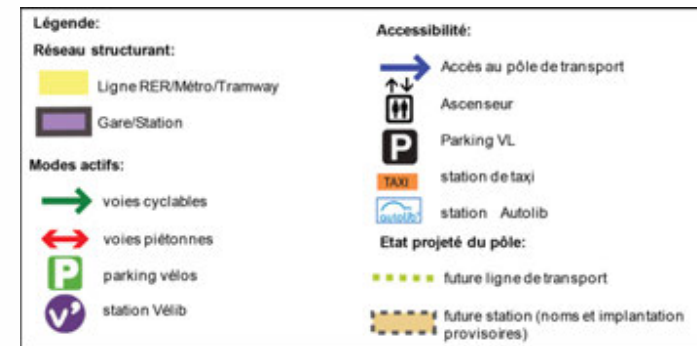 Légende:
Réseau structurant:
Ligne RER/Métro/Tramway
Gare/Station
Modes actifs:
voies cyclables
voies piétonnes
P
parking vélos
v'
station Vélib
Accessibilité:
Accès au pôle de transport
Ascenseur
P
Parking VL
TAXI
station de taxi
autolib'
station Autolib
Etat projeté du pôle:
future ligne de transport
future station (noms et implantation
provisoires)